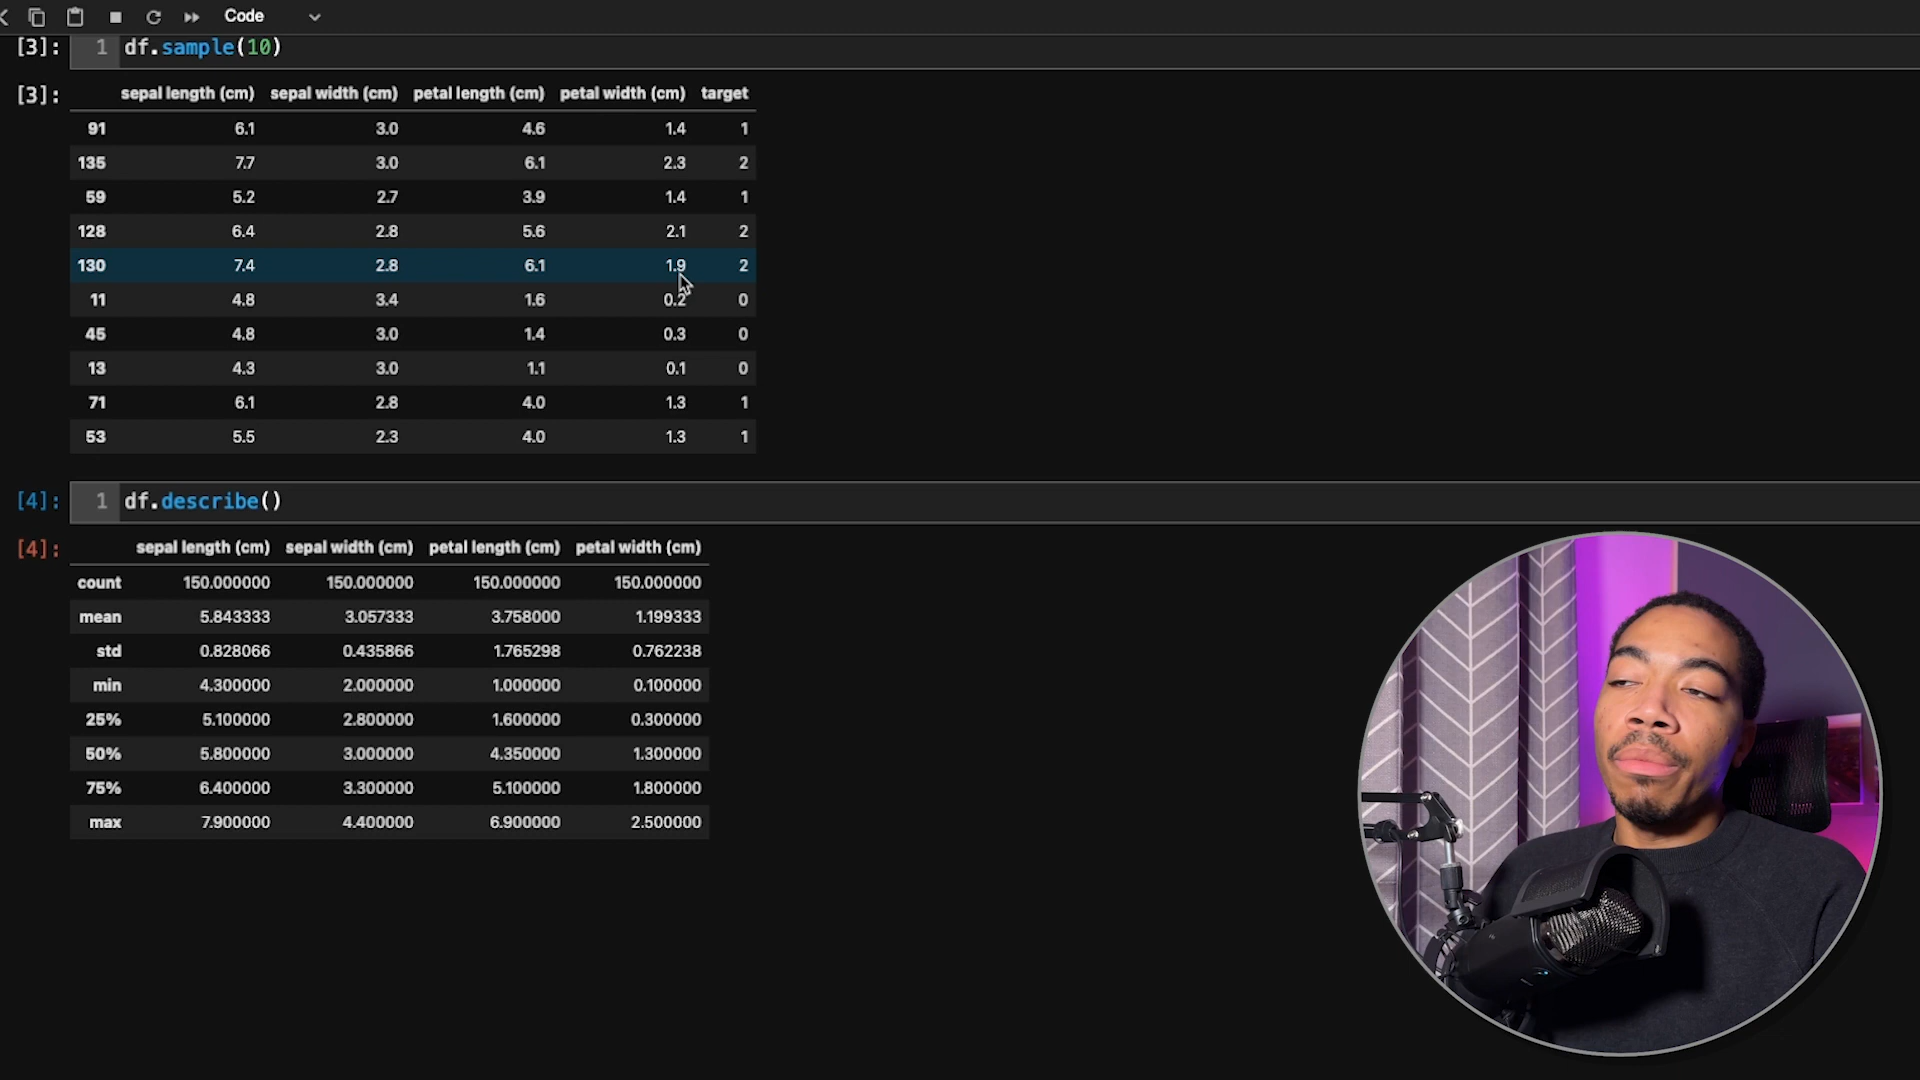 Code
[3]: 1 df.sample(10)
[3]: sepal length (cm) sepal width (cm) petal length (cm) petal width (cm) target
91 6.1 3.0 4.6 1.4 1
135 7.7 3.0 6.1 2.3 2
59 5.2 2.7 3.9 1.4 1
128 6.4 2.8 5.6 2.1 2
130 7.4 2.8 6.1 1.9 2
11 4.8 3.4 1.6 0.2 0
45 4.8 3.0 1.4 0.3 0
13 4.3 3.0 1.1 0.1 0
71 6.1 2.8 4.0 1.3 1
53 5.5 2.3 4.0 1.3 1
[4]: 1 df.describe()
[4]: sepal length (cm) sepal width (cm) petal length (cm) petal width (cm)
count 150.000000 150.000000 150.000000 150.000000
mean 5.843333 3.057333 3.758000 1.199333
std 0.828066 0.435866 1.765298 0.762238
min 4.300000 2.000000 1.000000 0.100000
25% 5.100000 2.800000 1.600000 0.300000
50% 5.800000 3.000000 4.350000 1.300000
75% 6.400000 3.300000 5.100000 1.800000
max 7.900000 4.400000 6.900000 2.500000